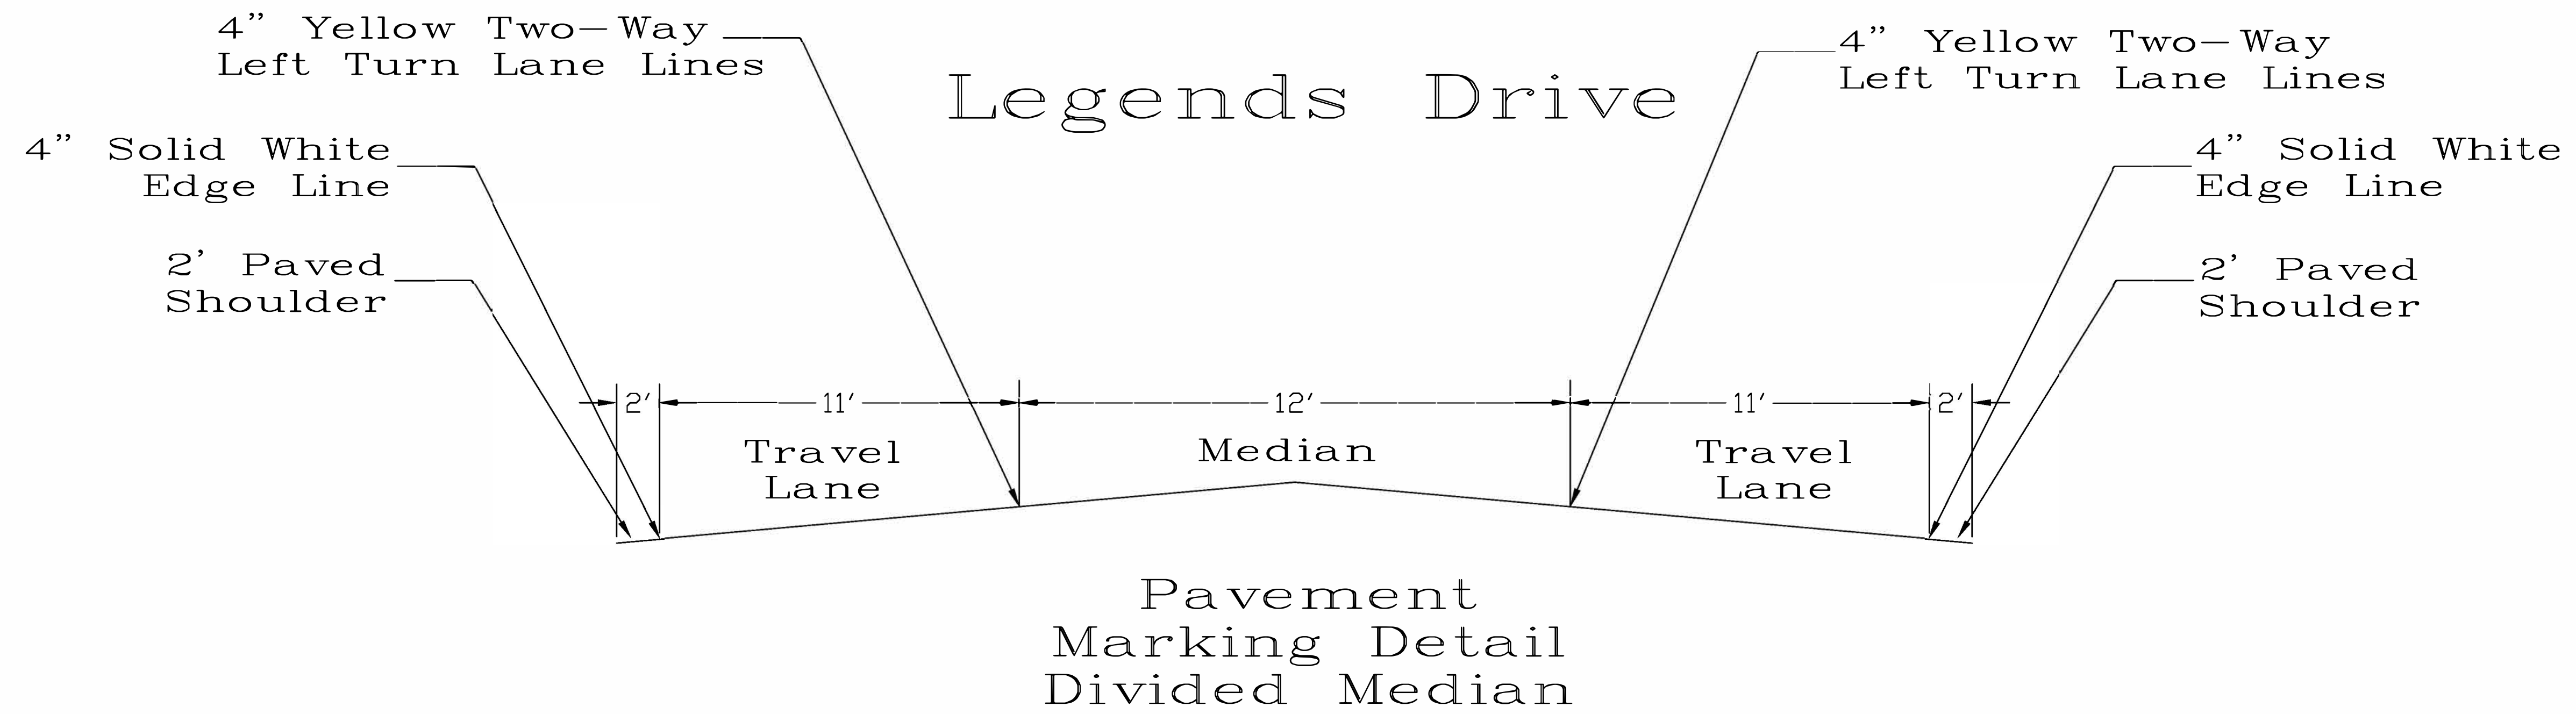 4” Yellow Two-Way
Left Turn Lane Lines
Legends Drive
4” Yellow Two-Way
Left Turn Lane Lines
4” Solid White
Edge Line
4” Solid White
Edge Line
2’ Paved
Shoulder
2’ Paved
Shoulder
2' 11' 12' 11' 2'
Travel
Lane
Median
Travel
Lane
Pavement
Marking Detail
Divided Median